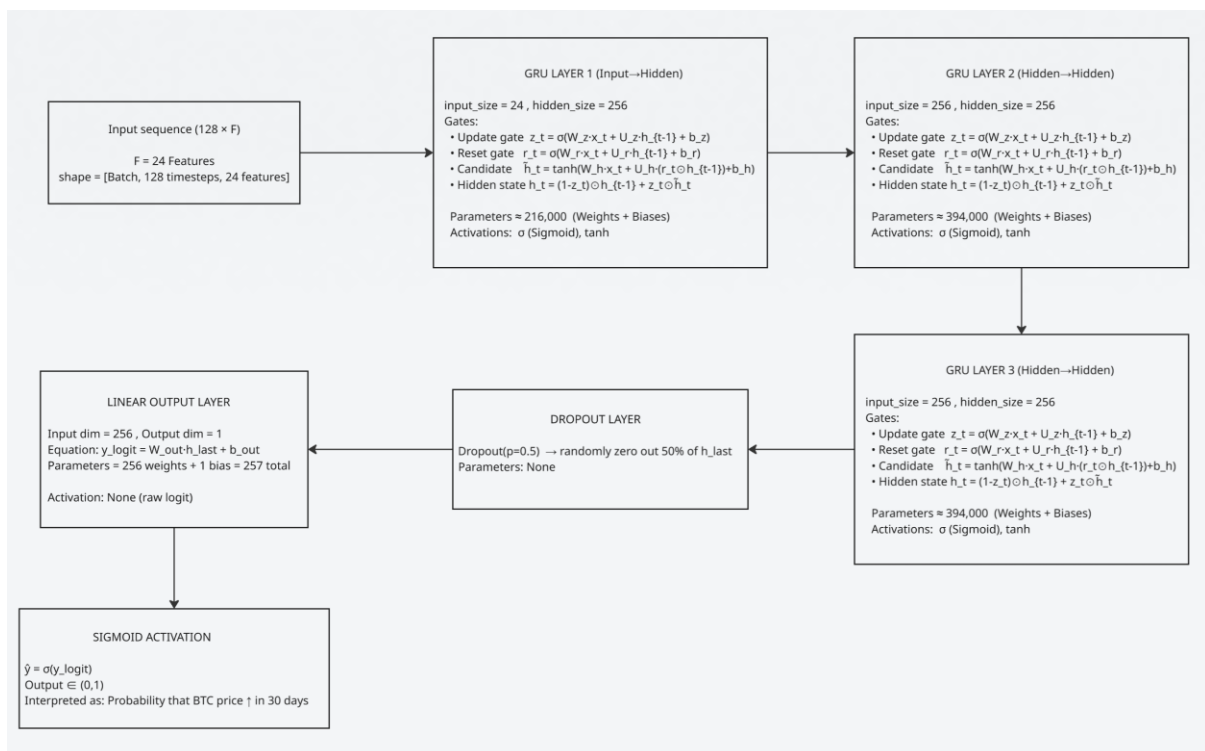 Input sequence (128 × F)
F = 24 Features
shape = [Batch, 128 timesteps, 24 features]
GRU LAYER 1 (Input→Hidden)
input_size = 24 , hidden_size = 256
Gates:
• Update gate z_t = σ(W_z·x_t + U_z·h_{t-1} + b_z)
• Reset gate r_t = σ(W_r·x_t + U_r·h_{t-1} + b_r)
• Candidate h̃_t = tanh(W_h·x_t + U_h·(r_t⊙h_{t-1})+b_h)
• Hidden state h_t = (1-z_t)⊙h_{t-1} + z_t⊙h̃_t
Parameters ≈ 216,000 (Weights + Biases)
Activations: σ (Sigmoid), tanh
GRU LAYER 2 (Hidden→Hidden)
input_size = 256 , hidden_size = 256
Gates:
• Update gate z_t = σ(W_z·x_t + U_z·h_{t-1} + b_z)
• Reset gate r_t = σ(W_r·x_t + U_r·h_{t-1} + b_r)
• Candidate h̃_t = tanh(W_h·x_t + U_h·(r_t⊙h_{t-1})+b_h)
• Hidden state h_t = (1-z_t)⊙h_{t-1} + z_t⊙h̃_t
Parameters ≈ 394,000 (Weights + Biases)
Activations: σ (Sigmoid), tanh
GRU LAYER 3 (Hidden→Hidden)
input_size = 256 , hidden_size = 256
Gates:
• Update gate z_t = σ(W_z·x_t + U_z·h_{t-1} + b_z)
• Reset gate r_t = σ(W_r·x_t + U_r·h_{t-1} + b_r)
• Candidate h̃_t = tanh(W_h·x_t + U_h·(r_t⊙h_{t-1})+b_h)
• Hidden state h_t = (1-z_t)⊙h_{t-1} + z_t⊙h̃_t
Parameters ≈ 394,000 (Weights + Biases)
Activations: σ (Sigmoid), tanh
DROPOUT LAYER
Dropout(p=0.5) → randomly zero out 50% of h_last
Parameters: None
LINEAR OUTPUT LAYER
Input dim = 256 , Output dim = 1
Equation: y_logit = W_out·h_last + b_out
Parameters = 256 weights + 1 bias = 257 total
Activation: None (raw logit)
SIGMOID ACTIVATION
ŷ = σ(y_logit)
Output ∈ (0,1)
Interpreted as: Probability that BTC price ↑ in 30 days